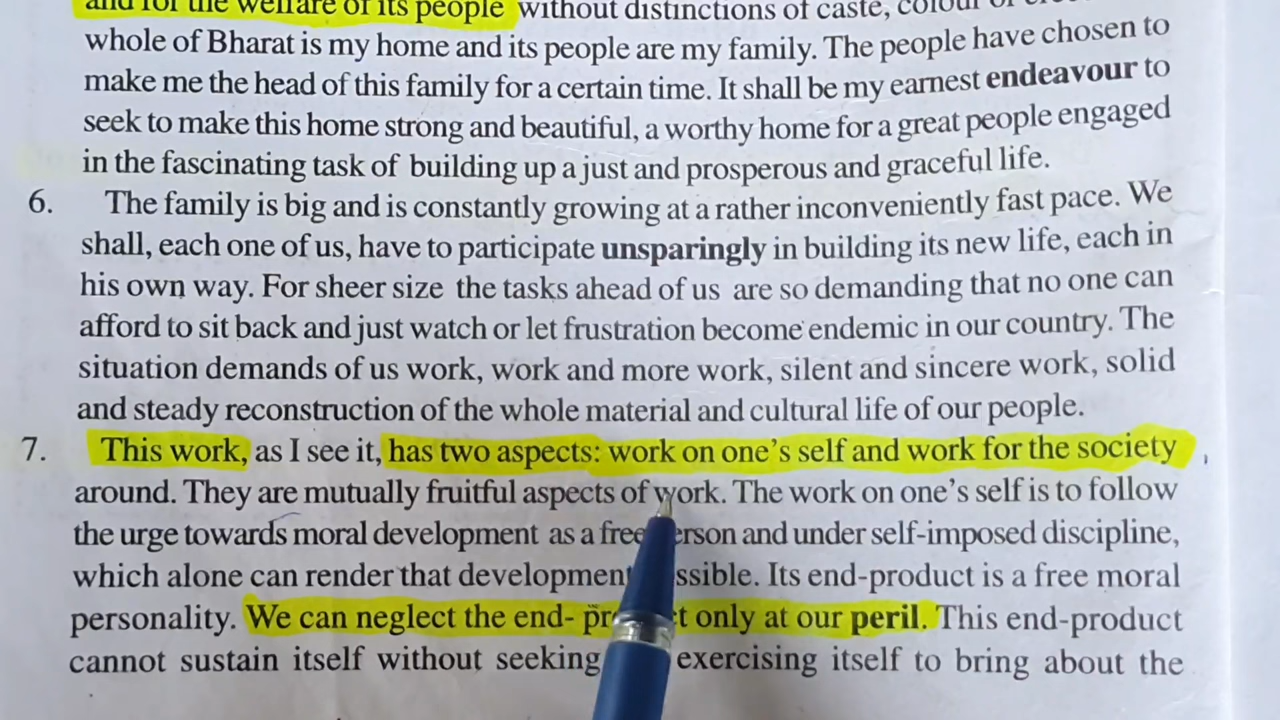 and for the welfare of its people without distinctions of caste, colour or
whole of Bharat is my home and its people are my family. The people have chosen to
make me the head of this family for a certain time. It shall be my earnest endeavour to
seek to make this home strong and beautiful, a worthy home for a great people engaged
in the fascinating task of building up a just and prosperous and graceful life.
6. The family is big and is constantly growing at a rather inconveniently fast pace. We
shall, each one of us, have to participate unsparingly in building its new life, each in
his own way. For sheer size the tasks ahead of us are so demanding that no one can
afford to sit back and just watch or let frustration become endemic in our country. The
situation demands of us work, work and more work, silent and sincere work, solid
and steady reconstruction of the whole material and cultural life of our people.
7. This work, as I see it, has two aspects: work on one's self and work for the society
around. They are mutually fruitful aspects of work. The work on one's self is to follow
the urge towards moral development as a free erson and under self-imposed discipline,
which alone can render that development ssible. Its end-product is a free moral
personality. We can neglect the end- pr t only at our peril. This end-product
cannot sustain itself without seeking exercising itself to bring about the